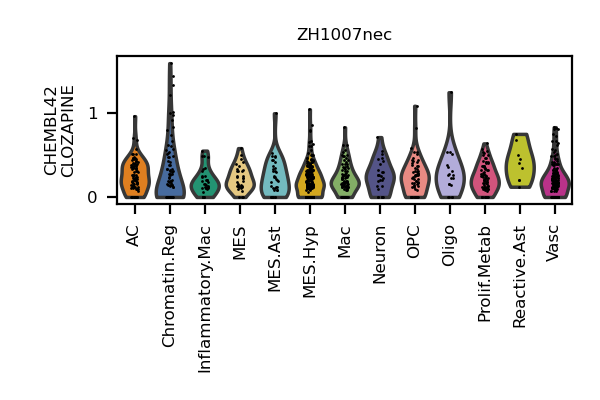 ZH1007nec
CHEMBL42
CLOZAPINE
1
0
AC
Chromatin.Reg
Inflammatory.Mac
MES
MES.Ast
MES.Hyp
Mac
Neuron
OPC
Oligo
Prolif.Metab
Reactive.Ast
Vasc